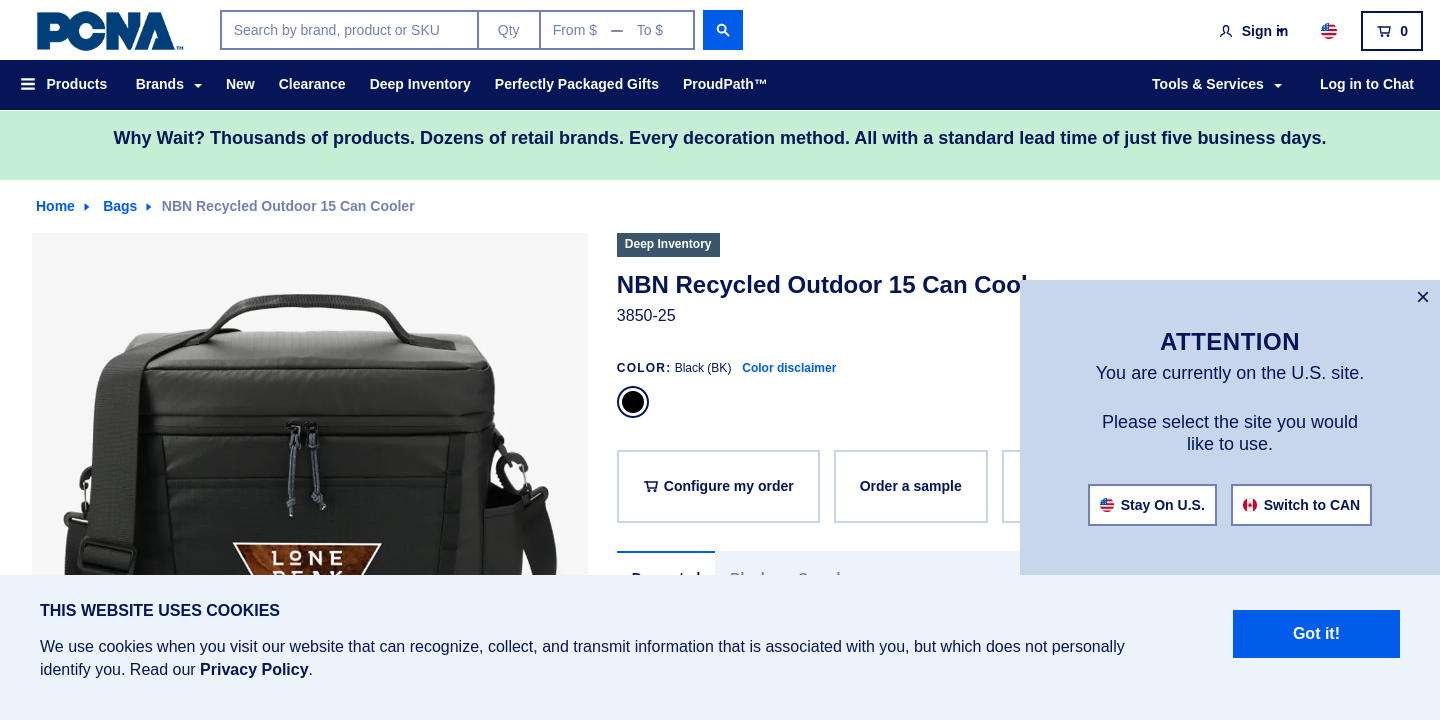 PCNA™
Search by brand, product or SKU
Qty
From $ — To $
Sign in
0
Products
Brands
New
Clearance
Deep Inventory
Perfectly Packaged Gifts
ProudPath™
Tools & Services
Log in to Chat
Why Wait? Thousands of products. Dozens of retail brands. Every decoration method. All with a standard lead time of just five business days.
Home
Bags
NBN Recycled Outdoor 15 Can Cooler
Deep Inventory
NBN Recycled Outdoor 15 Can Cool
3850-25
COLOR: Black (BK) Color disclaimer
Configure my order
Order a sample
LONE
PEAK
×
ATTENTION
You are currently on the U.S. site.
Please select the site you would
like to use.
Stay On U.S.
Switch to CAN
THIS WEBSITE USES COOKIES
We use cookies when you visit our website that can recognize, collect, and transmit information that is associated with you, but which does not personally
identify you. Read our Privacy Policy.
Got it!